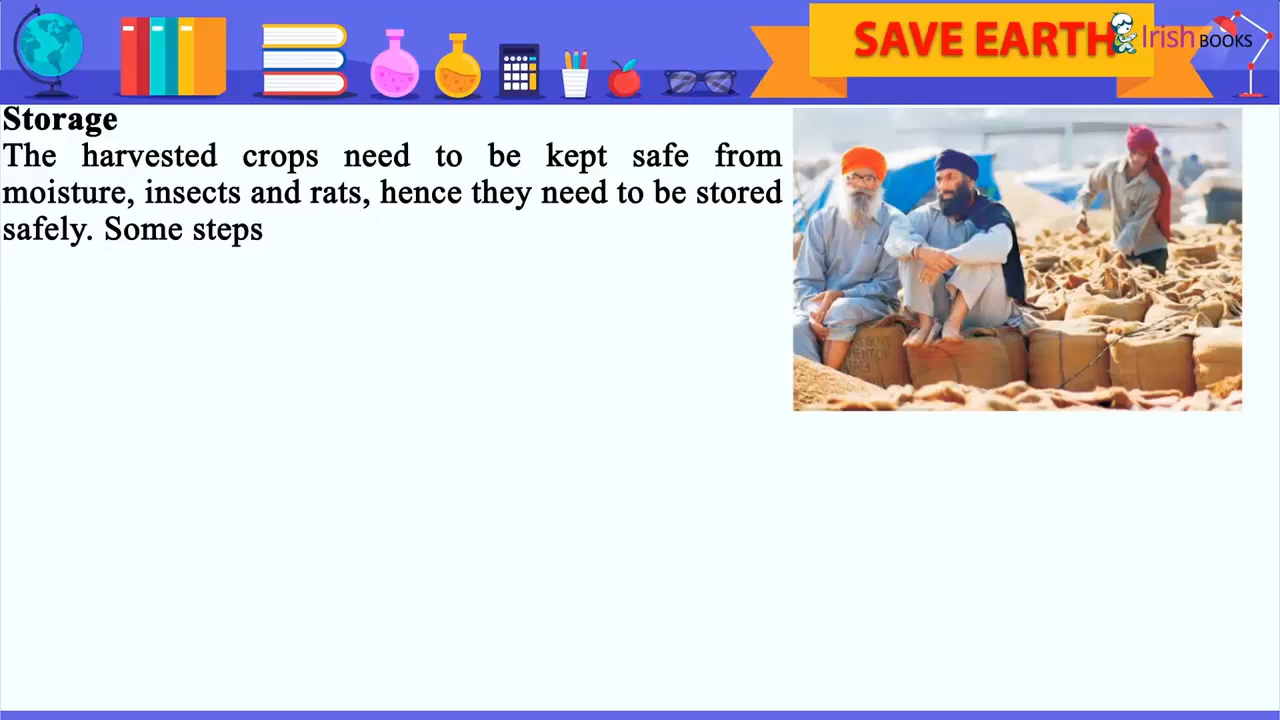 SAVE EARTH
Irish BOOKS
Storage
The harvested crops need to be kept safe from
moisture, insects and rats, hence they need to be stored
safely. Some steps